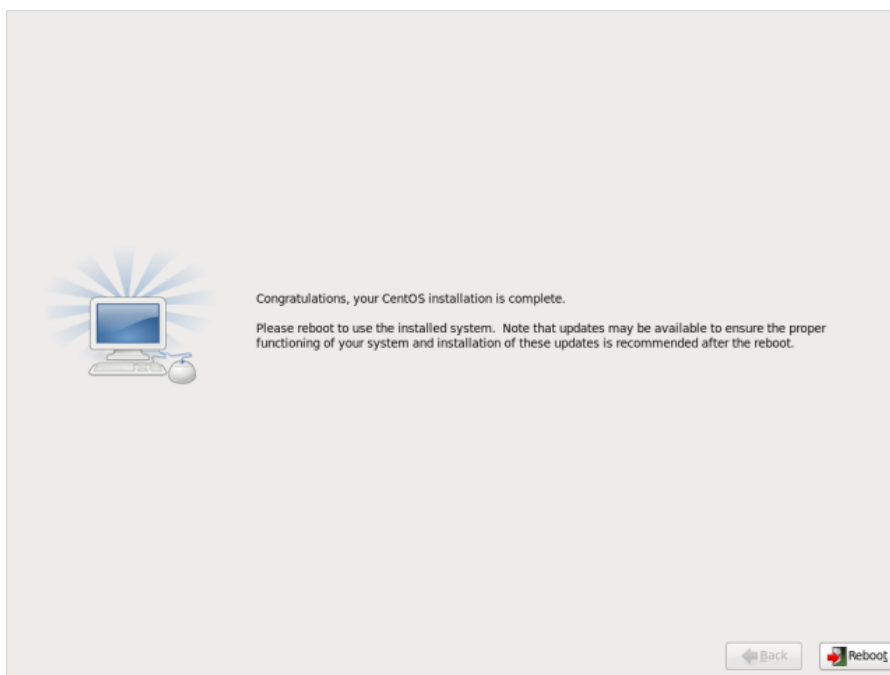 Congratulations, your CentOS installation is complete.
Please reboot to use the installed system.  Note that updates may be available to ensure the proper
functioning of your system and installation of these updates is recommended after the reboot.
Back
Reboot